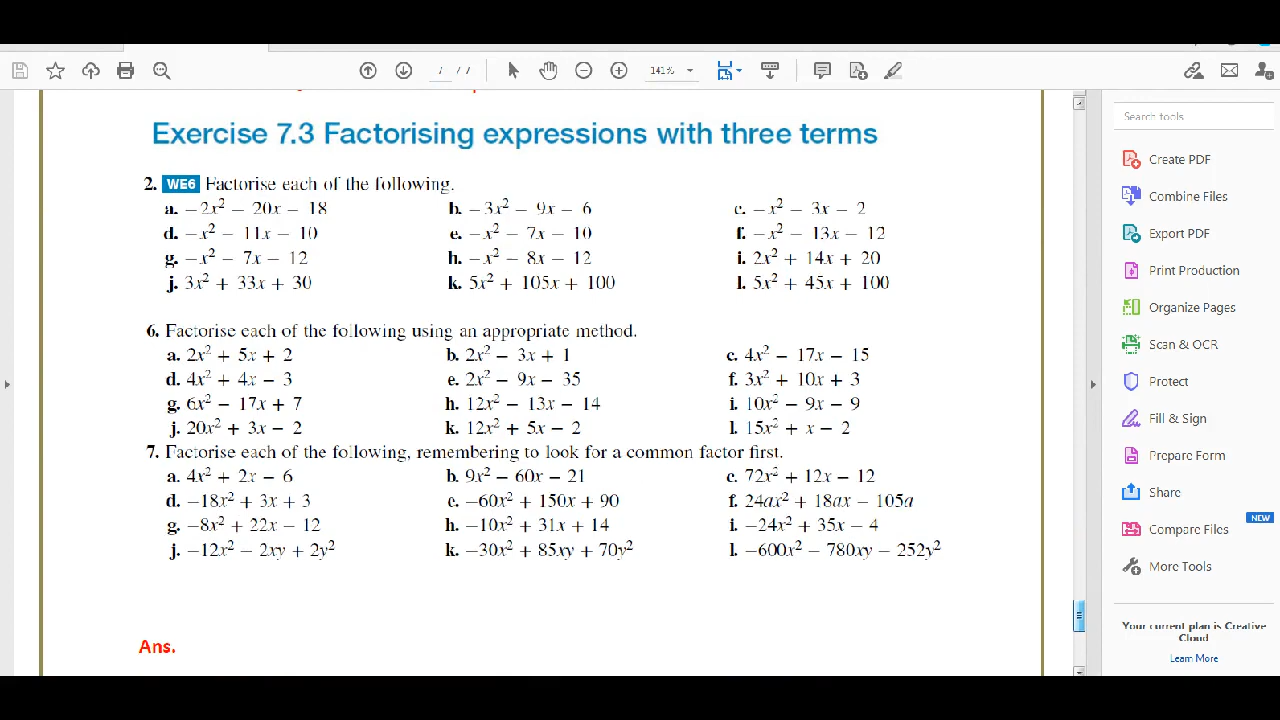 7 / 7
141%
Exercise 7.3 Factorising expressions with three terms
2. WE6 Factorise each of the following.
a. −2x² − 20x − 18 b. −3x² − 9x − 6 c. −x² − 3x − 2
d. −x² − 11x − 10 e. −x² − 7x − 10 f. −x² − 13x − 12
g. −x² − 7x − 12 h. −x² − 8x − 12 i. 2x² + 14x + 20
j. 3x² + 33x + 30 k. 5x² + 105x + 100 l. 5x² + 45x + 100
6. Factorise each of the following using an appropriate method.
a. 2x² + 5x + 2 b. 2x² − 3x + 1 c. 4x² − 17x − 15
d. 4x² + 4x − 3 e. 2x² − 9x − 35 f. 3x² + 10x + 3
g. 6x² − 17x + 7 h. 12x² − 13x − 14 i. 10x² − 9x − 9
j. 20x² + 3x − 2 k. 12x² + 5x − 2 l. 15x² + x − 2
7. Factorise each of the following, remembering to look for a common factor first.
a. 4x² + 2x − 6 b. 9x² − 60x − 21 c. 72x² + 12x − 12
d. −18x² + 3x + 3 e. −60x² + 150x + 90 f. 24ax² + 18ax − 105a
g. −8x² + 22x − 12 h. −10x² + 31x + 14 i. −24x² + 35x − 4
j. −12x² − 2xy + 2y² k. −30x² + 85xy + 70y² l. −600x² − 780xy − 252y²
Ans.
Search tools
Create PDF
Combine Files
Export PDF
Print Production
Organize Pages
Scan & OCR
Protect
Fill & Sign
Prepare Form
Share
NEW
Compare Files
More Tools
Your current plan is Creative
Cloud
Learn More